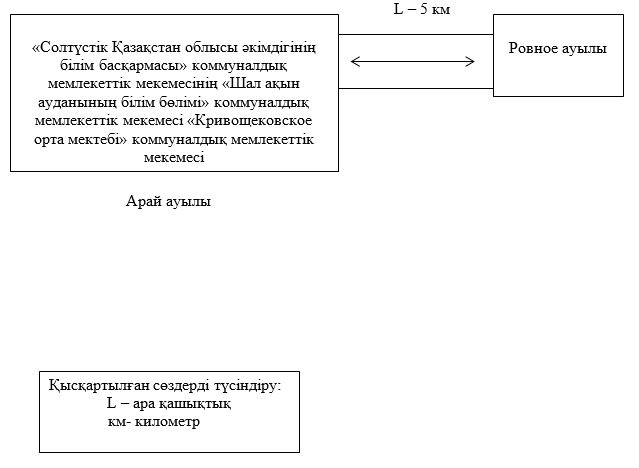 L – 5 км
«Солтүстік Қазақстан облысы әкімдігінің
білім басқармасы» коммуналдық
мемлекеттік мекемесінің «Шал ақын
ауданының білім бөлімі» коммуналдық
мемлекеттік мекемесі «Кривощековское
орта мектебі» коммуналдық мемлекеттік
мекемесі
Ровное ауылы
Арай ауылы
Қысқартылған сөздерді түсіндіру:
L – ара қашықтық
км- километр